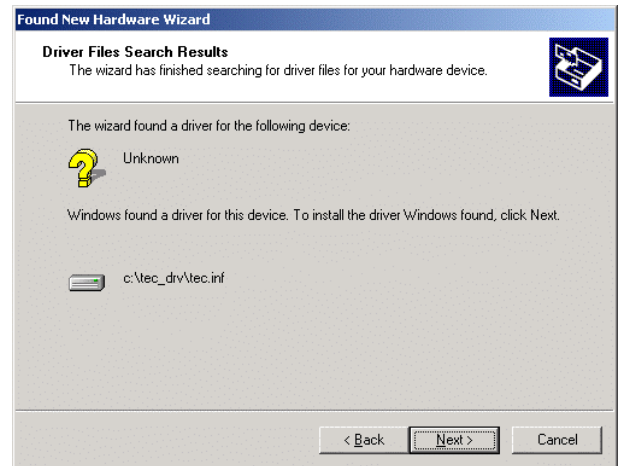 Found New Hardware Wizard
Driver Files Search Results
The wizard has finished searching for driver files for your hardware device.
The wizard found a driver for the following device:
Unknown
Windows found a driver for this device. To install the driver Windows found, click Next.
c:\tec_drv\tec.inf
< Back Next > Cancel